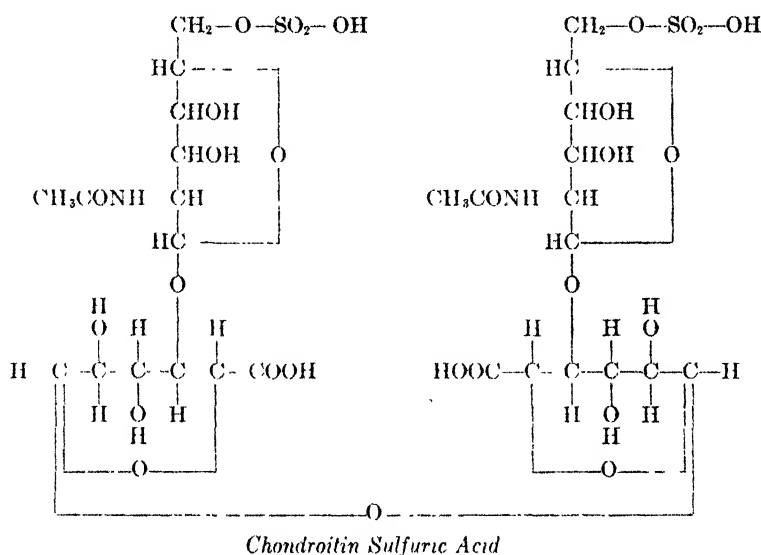 CH₂—O—SO₂—OH CH₂—O—SO₂—OH
HC HC
CHOH CHOH
CHOH O CHOH O
CH₃CONH CH CH₃CONH CH
HC HC
O O
H H
O H H H H O
H C—C—C—C—C—COOH HOOC—C—C—C—C—C—H
H O H H O H
H H
O O
O
Chondroitin Sulfuric Acid